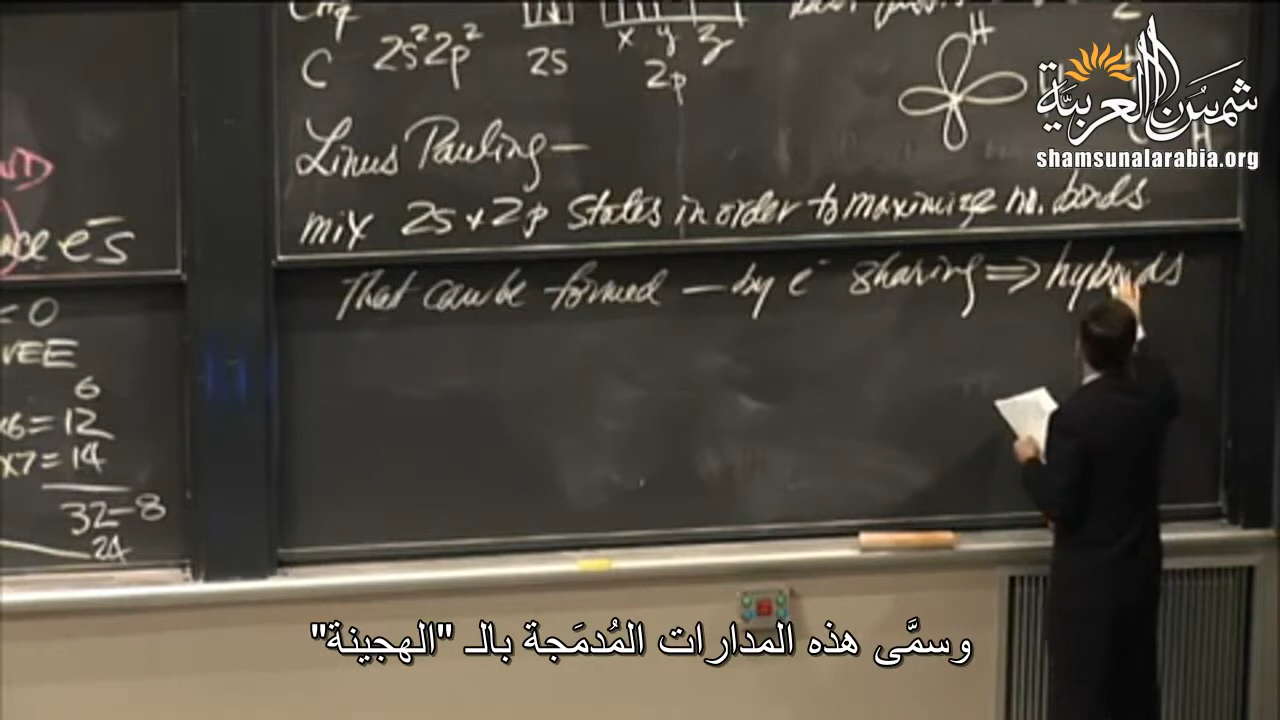 C 2s²2p² 2s x y z
2p
H
Linus Pauling—
mix 2s & 2p states in order to maximize no. bonds
that can be formed — by e⁻ sharing ⇒ hybrids
e⁻s
= 0
VEE
6
x6=12
x7=14
32-8
24
شمسن العربية
shamsunalarabia.org
وسمَّى هذه المدارات المُدمَجة بالـ "الهجينة"